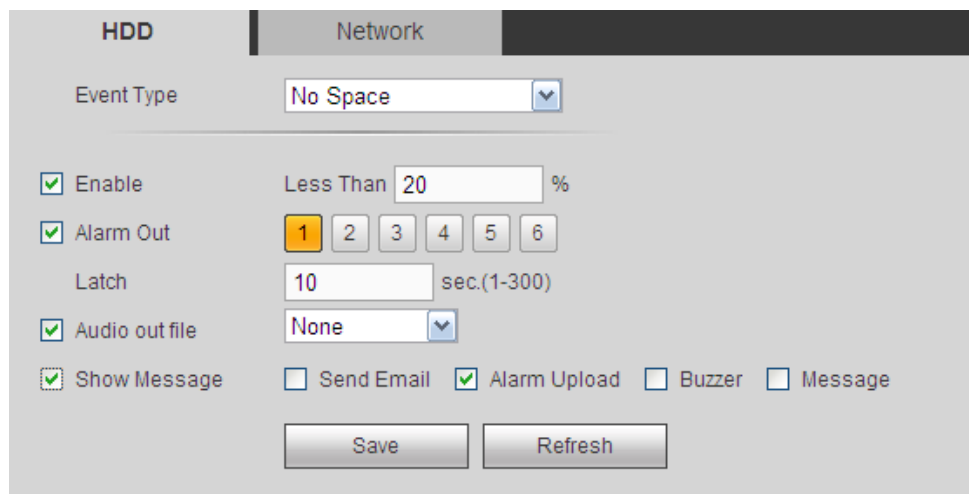 HDD Network
Event Type No Space
Enable Less Than 20 %
Alarm Out 1 2 3 4 5 6
Latch 10 sec.(1-300)
Audio out file None
Show Message Send Email Alarm Upload Buzzer Message
Save Refresh